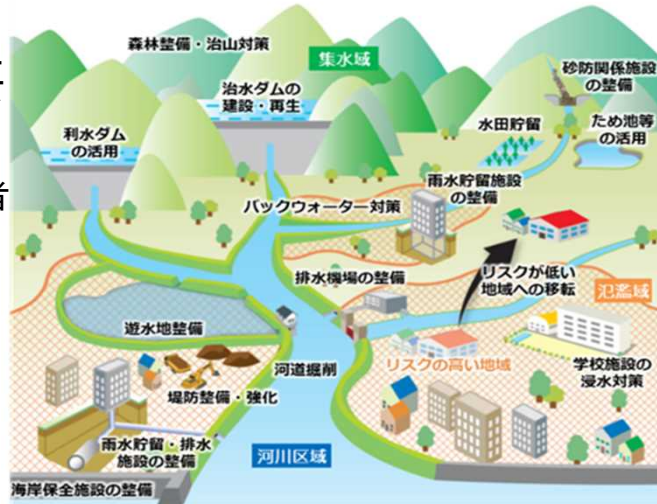 森林整備・治山対策
集水域
砂防関係施設
の整備
治水ダムの
建設・再生
水田貯留
ため池等
の活用
利水ダム
の活用
者
雨水貯留施設
の整備
バックウォーター対策
排水機場の整備
リスクが低い
地域への移転
氾濫域
遊水地整備
リスクの高い地域
学校施設の
浸水対策
河道掘削
堤防整備・強化
雨水貯留・排水
施設の整備
河川区域
海岸保全施設の整備